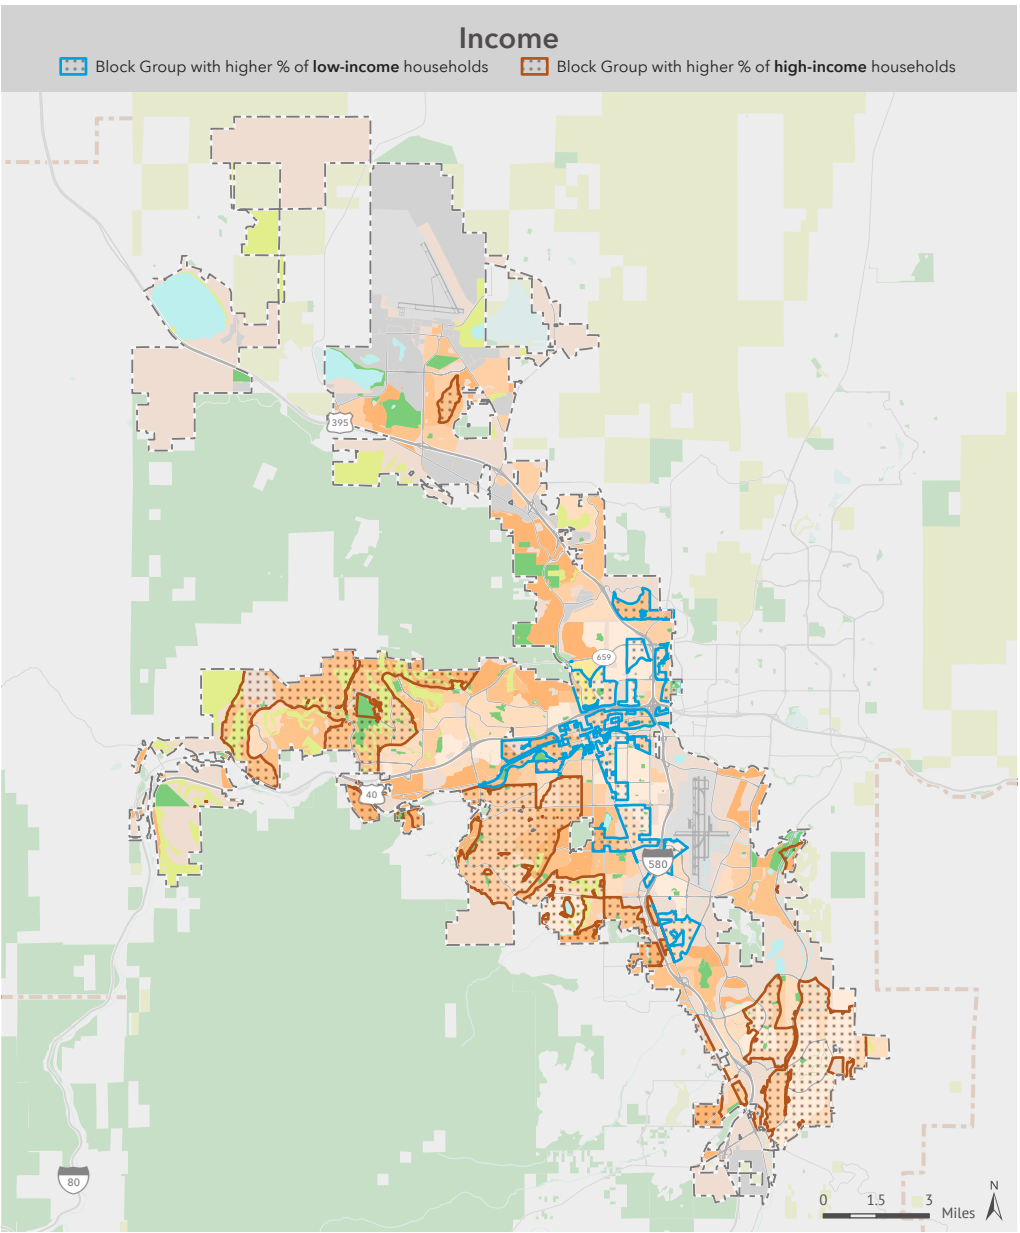 Income
Block Group with higher % of low-income households
Block Group with higher % of high-income households
395
659
40
580
80
0 1.5 3
Miles
N